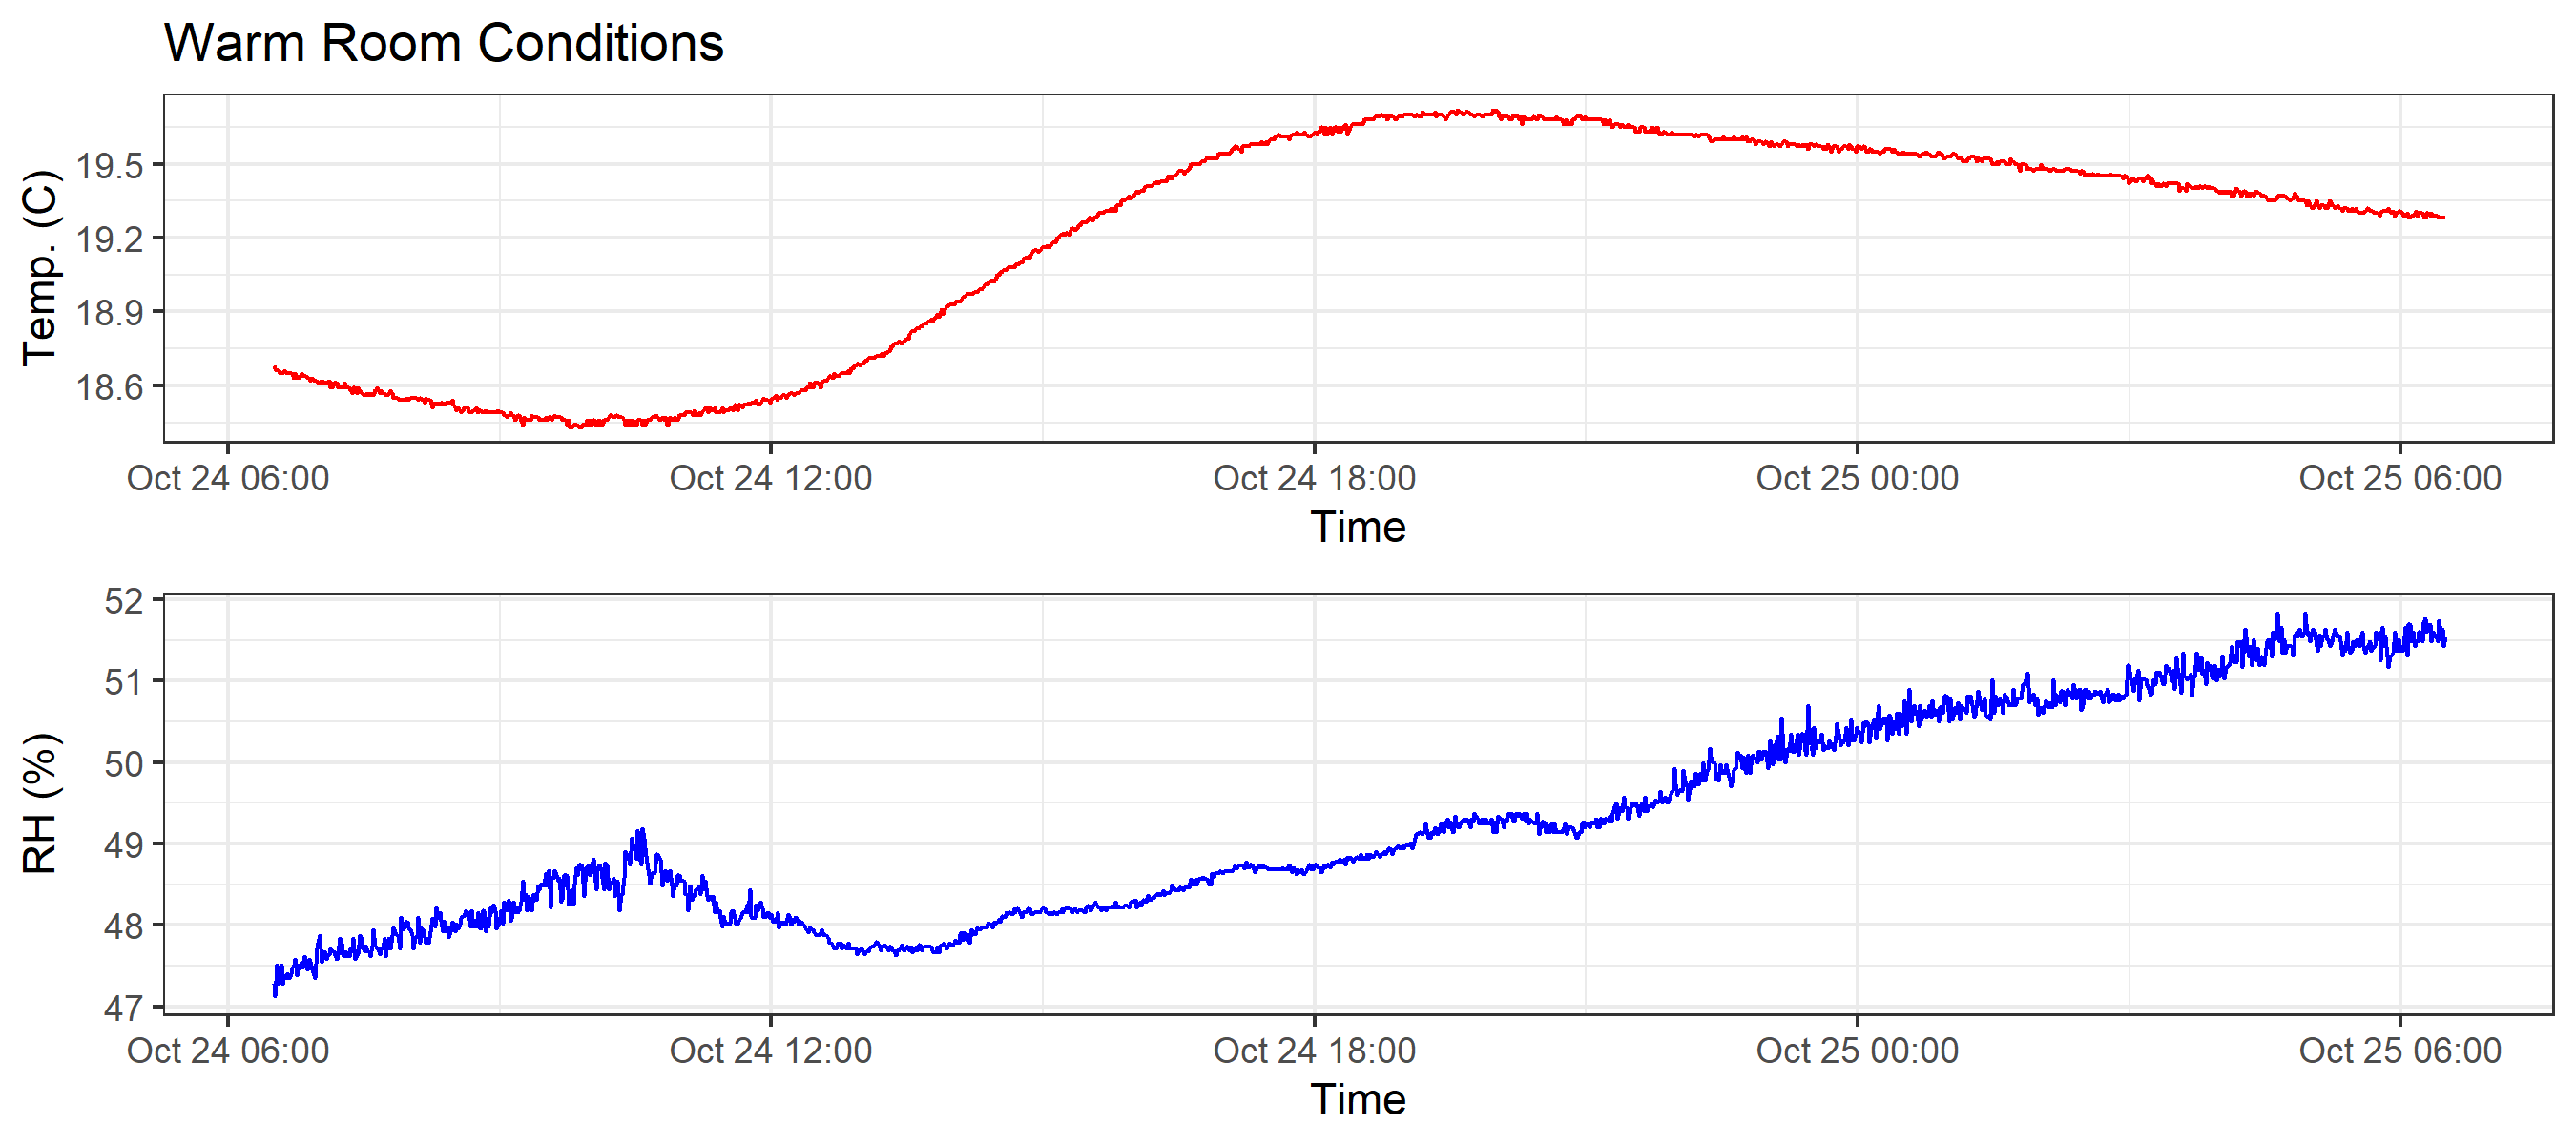 Warm Room Conditions
Temp. (C)
19.5
19.2
18.9
18.6
Oct 24 06:00 Oct 24 12:00 Oct 24 18:00 Oct 25 00:00 Oct 25 06:00
Time
RH (%)
52
51
50
49
48
47
Oct 24 06:00 Oct 24 12:00 Oct 24 18:00 Oct 25 00:00 Oct 25 06:00
Time